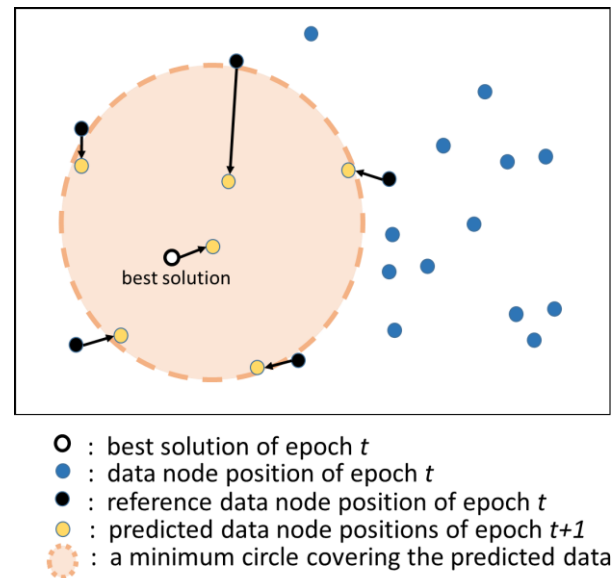 best solution
: best solution of epoch t
: data node position of epoch t
: reference data node position of epoch t
: predicted data node positions of epoch t+1
: a minimum circle covering the predicted data